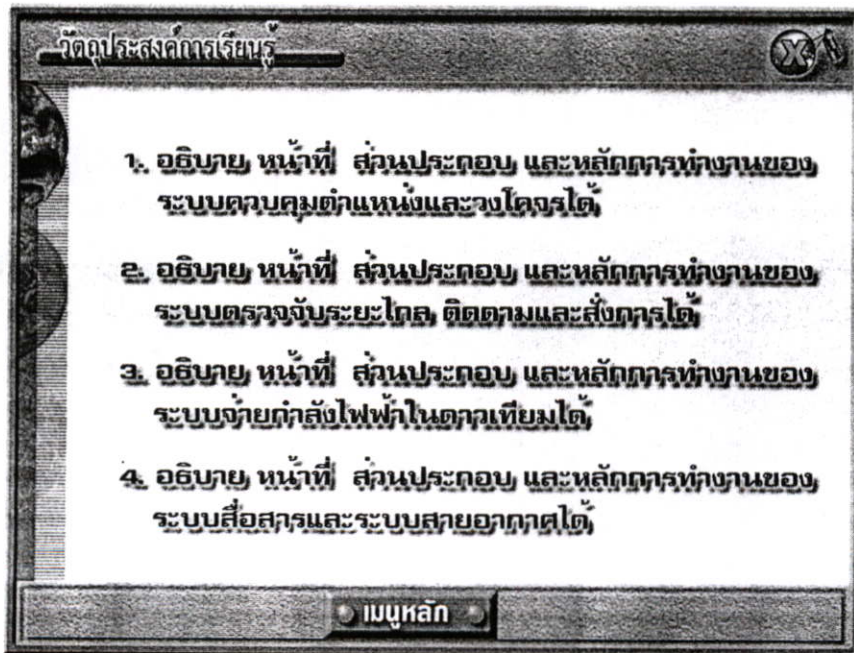 วัตถุประสงค์การเรียนรู้
X
1. อธิบาย หน้าที่ ส่วนประกอบ และหลักการทำงานของ
ระบบควบคุมตำแหน่งและวงโคจรได้
2. อธิบาย หน้าที่ ส่วนประกอบ และหลักการทำงานของ
ระบบตรวจจับระยะไกล ติดตามและสั่งการได้
3. อธิบาย หน้าที่ ส่วนประกอบ และหลักการทำงานของ
ระบบจ่ายกำลังไฟฟ้าในดาวเทียมได้
4. อธิบาย หน้าที่ ส่วนประกอบ และหลักการทำงานของ
ระบบสื่อสารและระบบสายอากาศได้
เมนูหลัก